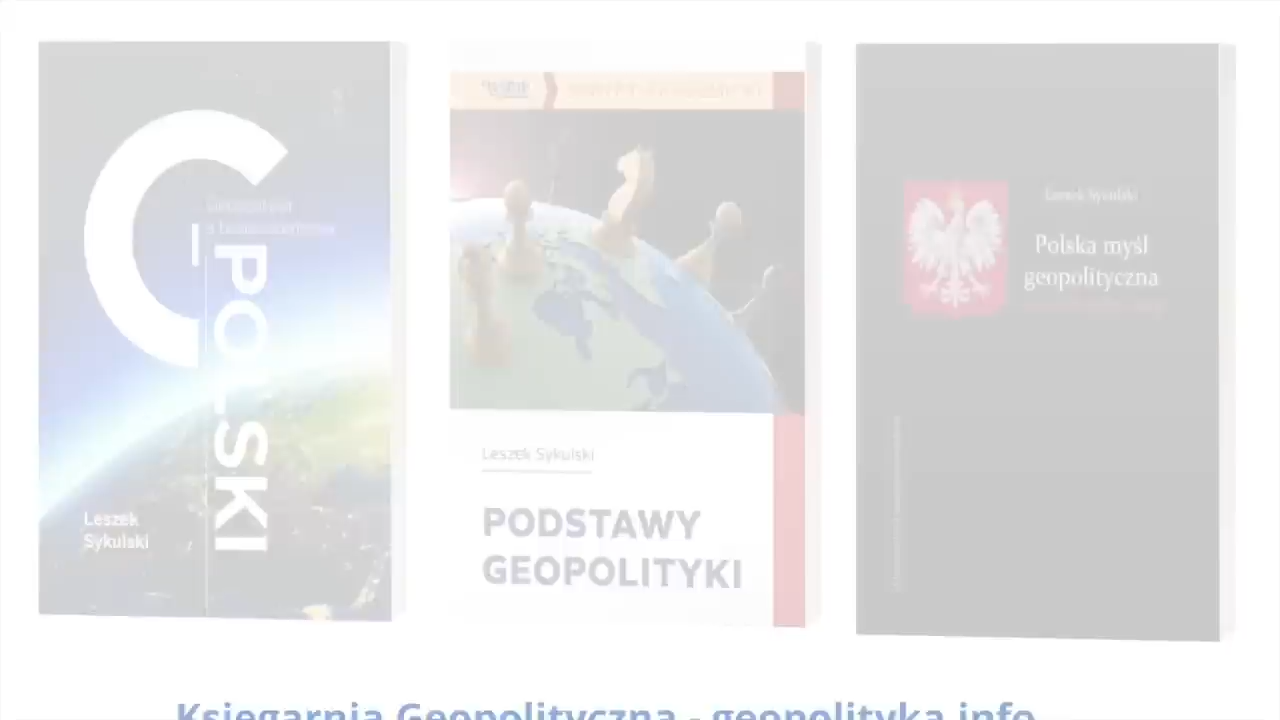 POLSKI
Leszek
Sykulski
Leszek Sykulski
PODSTAWY
GEOPOLITYKI
Leszek Sykulski
Polska myśl
geopolityczna
Księgarnia Geopolityczna - geopolityka.info